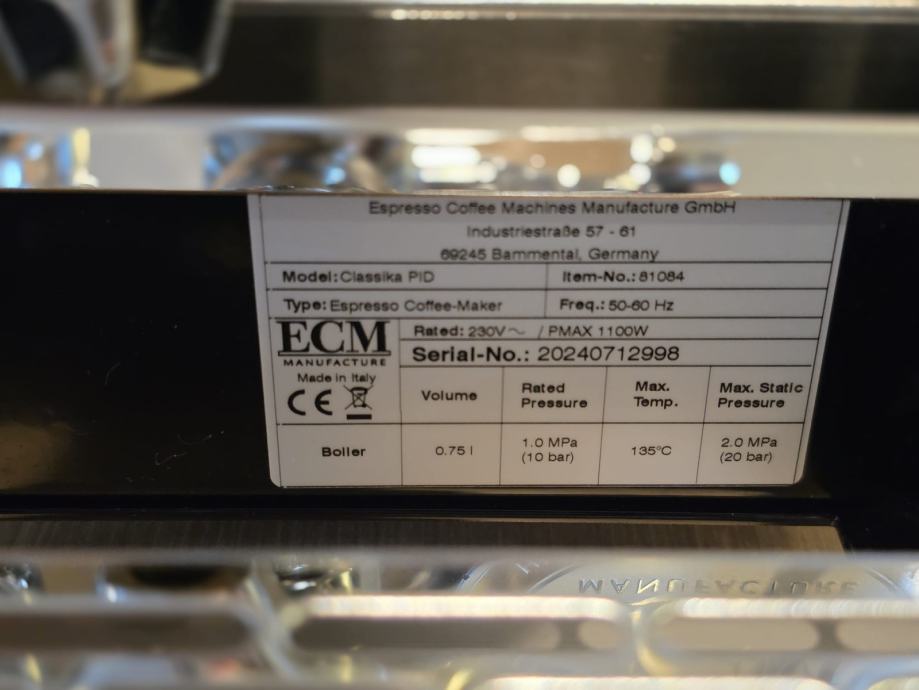 Espresso Coffee Machines Manufacture GmbH
Industriestraße 57 - 61
69245 Bammental, Germany
Model: Classika PID
Item-No.: 81084
Type: Espresso Coffee-Maker
Freq.: 50-60 Hz
ECM
MANUFACTURE
Made in Italy
CE
Rated: 230V～ / PMAX 1100W
Serial-No.: 20240712998
Volume
Rated
Pressure
Max.
Temp.
Max. Static
Pressure
Boiler
0.75 l
1.0 MPa
(10 bar)
135°C
2.0 MPa
(20 bar)
MANUFACTURE